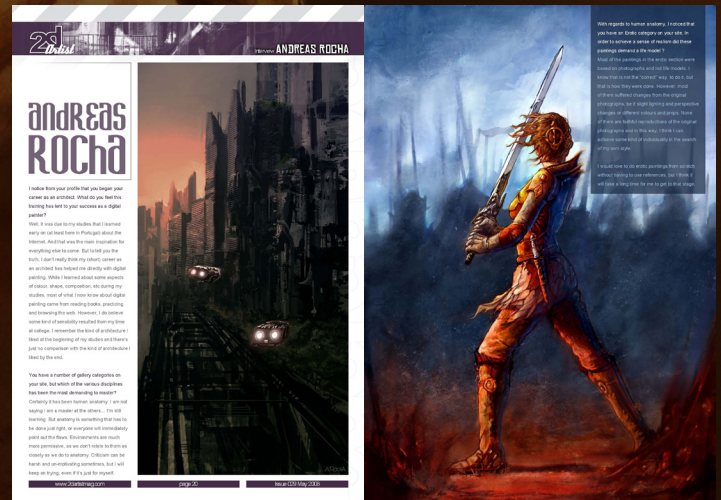 2d Artist
interview ANDREAS ROCHA
andreas
ROCHA
I notice from your profile that you began your
career as an architect. What do you feel this
training has lent to your success as a digital
painter?
Well, it was due to my studies that I learned
early on (at least here in Portugal) about the
Internet. And that was the main inspiration for
everything else to come. But to tell you the
truth, I don't really think my (short) career as
an architect has helped me directly with digital
painting. While I learned about some aspects
of colour, shape, composition, etc during my
studies, most of what I now know about digital
painting came from reading books, practicing
and browsing the web. However, I do believe
some kind of sensibility resulted from my time
at college. I remember the kind of architecture I
liked at the beginning of my studies and there's
just no comparison with the kind of architecture I
liked by the end.
You have a number of gallery categories on
your site, but which of the various disciplines
has been the most demanding to master?
Certainly it has been human anatomy. I am not
saying I am a master at the others... I'm still
learning. But anatomy is something that has to
be done just right, or everyone will immediately
point out the flaws. Environments are much
more permissive, as we don't relate to them as
closely as we do to anatomy. Criticism can be
harsh and un-motivating sometimes, but I will
keep on trying, even if it's just for myself.
www.2dartistmag.com
page 20
Issue 029 May 2008
With regards to human anatomy, I noticed that
you have an Erotic category on your site. In
order to achieve a sense of realism did these
paintings demand a life model?
Most of the paintings in the erotic section were
based on photographs and not life models. I
know that is not the "correct" way to do it, but
that is how they were done. However, most
of them suffered changes from the original
photographs, be it slight lighting and perspective
changes or different colours and props. None
of them are faithful reproductions of the original
photographs and in this way, I think I can
achieve some kind of individuality in the search
of my own style.
I would love to do erotic paintings from scratch
without having to use references, but I think it
will take a long time for me to get to that stage.